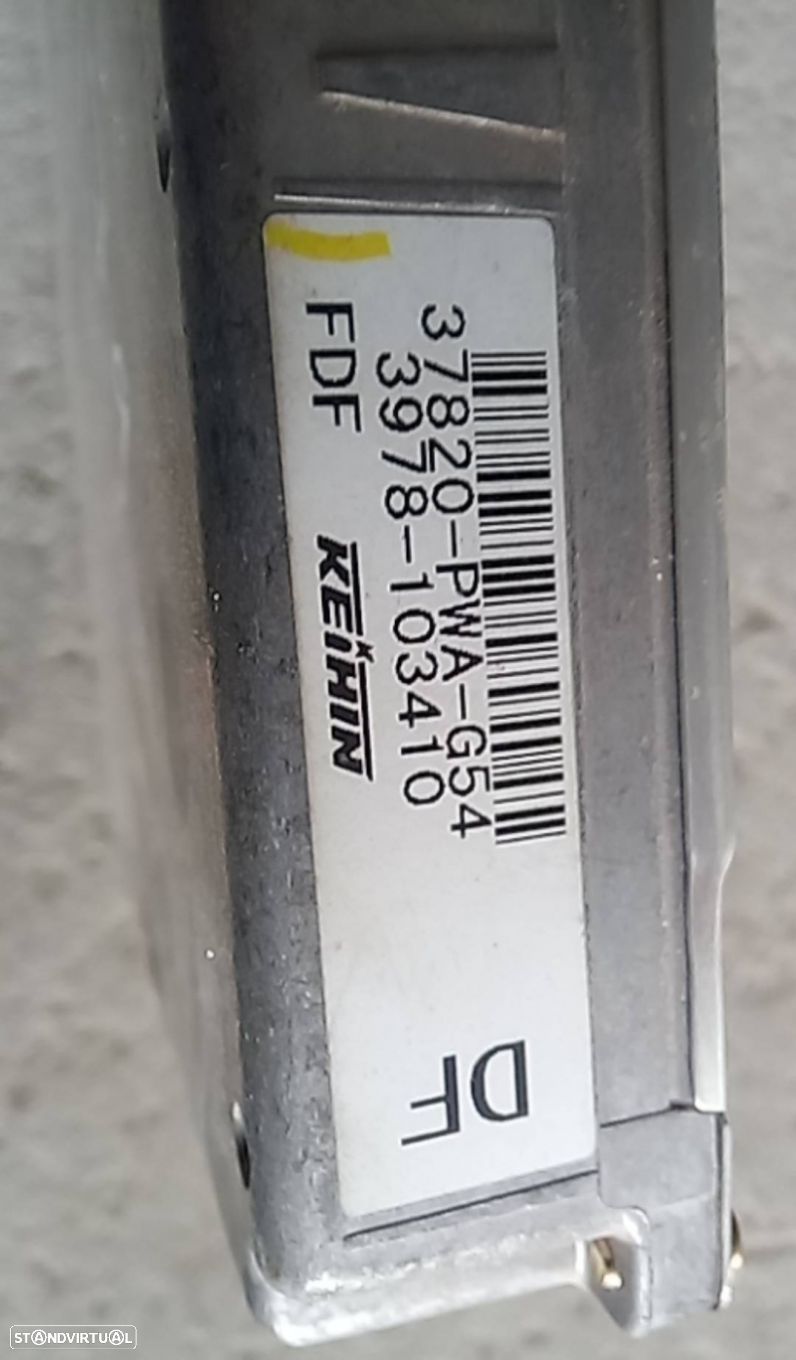 37820-PWA-G54
3978-103410
FDF KEIHIN
DF
STANDVIRTUAL